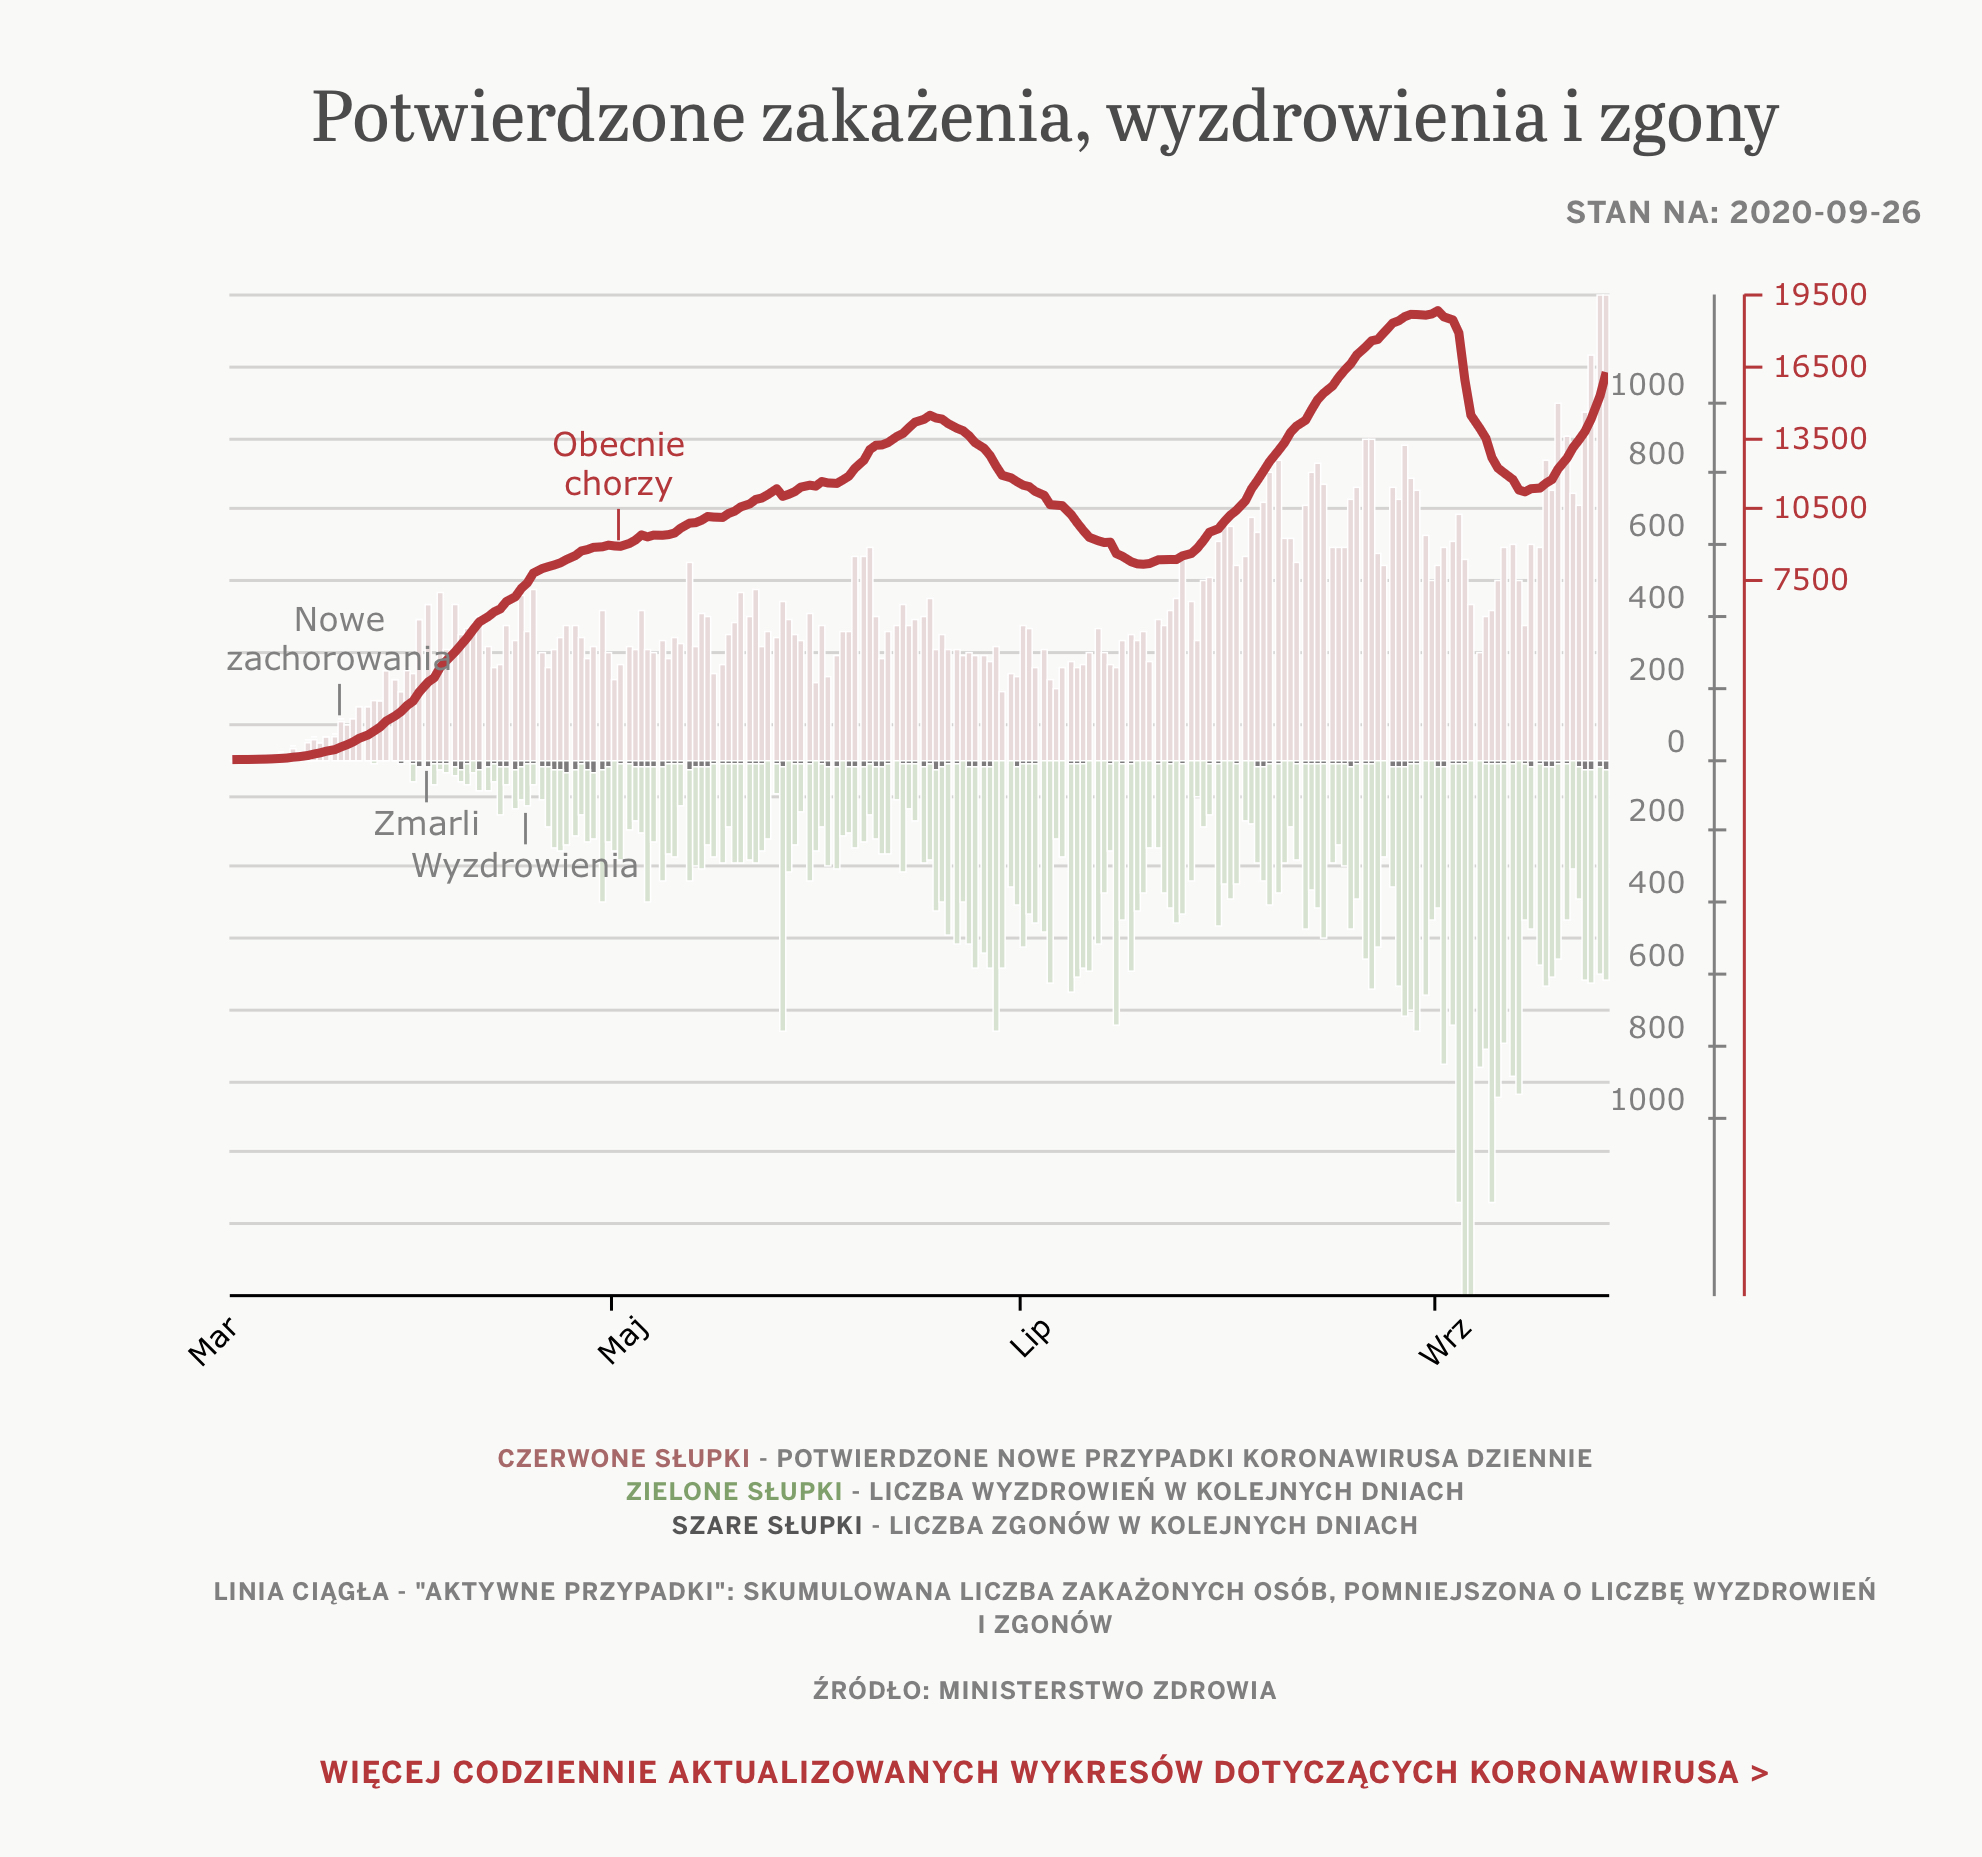 Potwierdzone zakażenia, wyzdrowienia i zgony
STAN NA: 2020-09-26
19500
16500
1000
13500
Obecnie
chorzy
800
10500
600
7500
400
Nowe
zachorowania
200
0
Zmarli
200
Wyzdrowienia
400
600
800
1000
Mar
Maj
Lip
Wrz
CZERWONE SŁUPKI - POTWIERDZONE NOWE PRZYPADKI KORONAWIRUSA DZIENNIE
ZIELONE SŁUPKI - LICZBA WYZDROWIEŃ W KOLEJNYCH DNIACH
SZARE SŁUPKI - LICZBA ZGONÓW W KOLEJNYCH DNIACH
LINIA CIĄGŁA - "AKTYWNE PRZYPADKI": SKUMULOWANA LICZBA ZAKAŻONYCH OSÓB, POMNIEJSZONA O LICZBĘ WYZDROWIEŃ
I ZGONÓW
ŹRÓDŁO: MINISTERSTWO ZDROWIA
WIĘCEJ CODZIENNIE AKTUALIZOWANYCH WYKRESÓW DOTYCZĄCYCH KORONAWIRUSA >